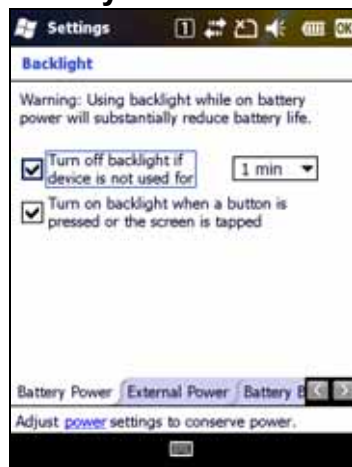 Settings
1
OK
Backlight
Warning: Using backlight while on battery
power will substantially reduce battery life.
Turn off backlight if
device is not used for
1 min
Turn on backlight when a button is
pressed or the screen is tapped
Battery Power External Power Battery B
Adjust power settings to conserve power.